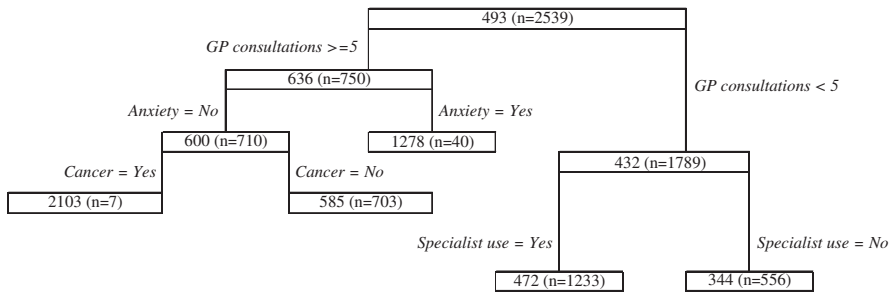 493 (n=2539)
GP consultations >=5
636 (n=750)
GP consultations < 5
Anxiety = No
Anxiety = Yes
600 (n=710)
1278 (n=40)
432 (n=1789)
Cancer = Yes
Cancer = No
2103 (n=7)
585 (n=703)
Specialist use = Yes
Specialist use = No
472 (n=1233)
344 (n=556)